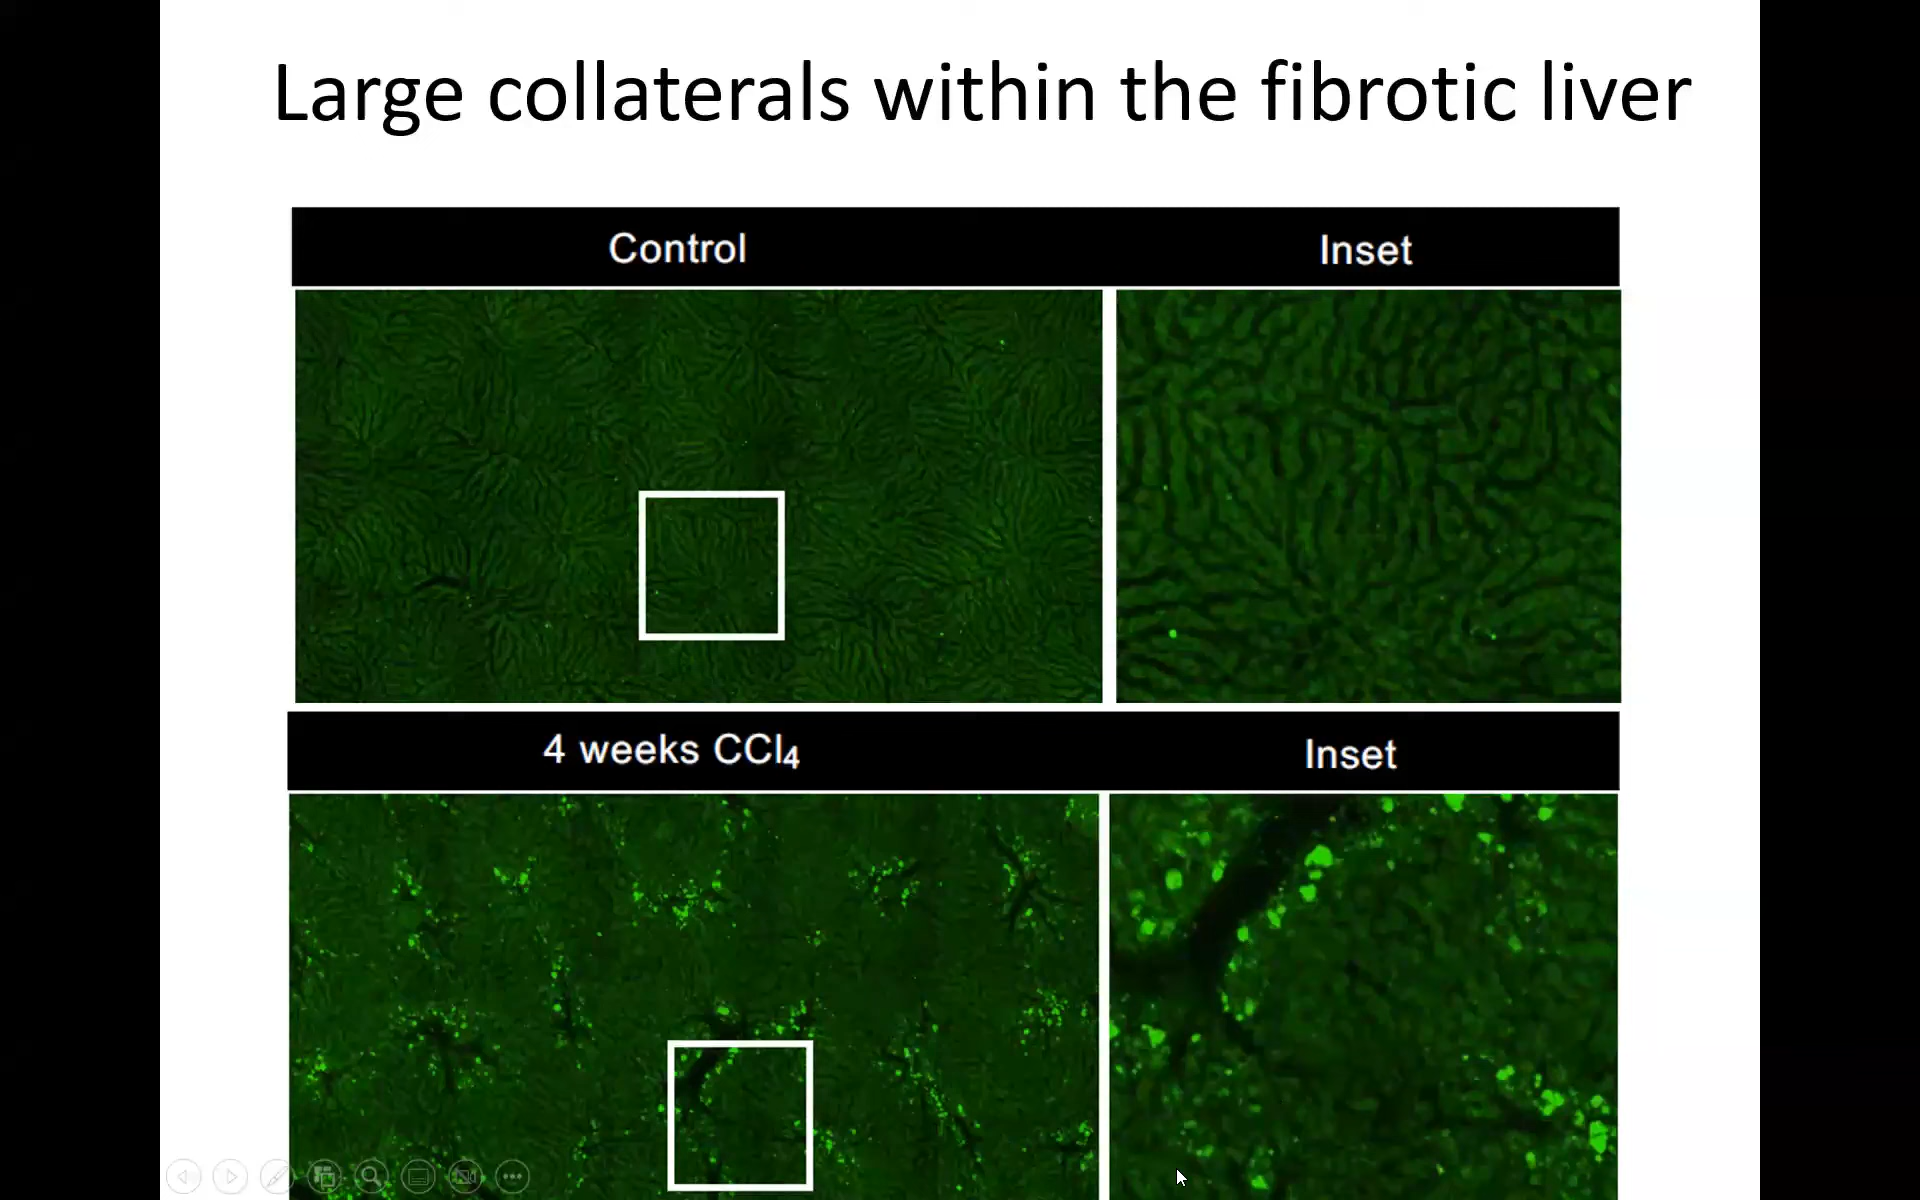 Large collaterals within the fibrotic liver
Control
Inset
4 weeks CCl₄
Inset